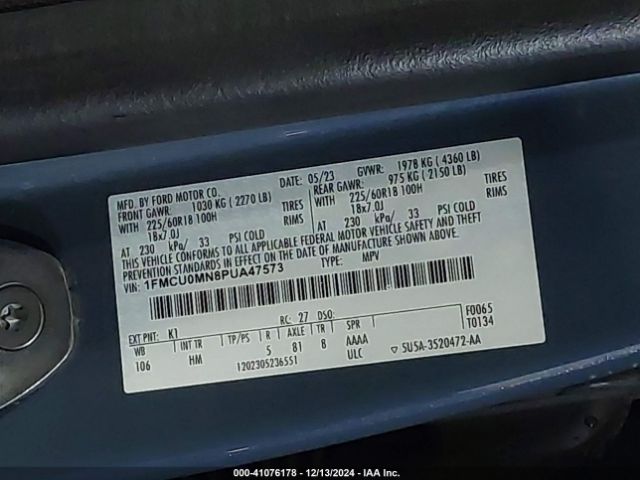 MFD. BY FORD MOTOR CO.
DATE: 05/23 GVWR: 1978 KG ( 4360 LB)
FRONT GAWR: 1030 KG ( 2270 LB) REAR GAWR: 975 KG ( 2150 LB)
WITH 225/60R18 100H TIRES WITH 225/60R18 100H TIRES
18x7.0J RIMS 18x7.0J RIMS
AT 230 kPa/ 33 PSI COLD AT 230 kPa/ 33 PSI COLD
THIS VEHICLE CONFORMS TO ALL APPLICABLE FEDERAL MOTOR VEHICLE SAFETY AND THEFT
PREVENTION STANDARDS IN EFFECT ON THE DATE OF MANUFACTURE SHOWN ABOVE.
VIN: 1FMCU0MN8PUA47573 TYPE: MPV
F0065
T0134
EXT PNT: K1 RC: 27 DSO:
WB INT TR TP/PS R AXLE TR SPR
106 HM 5 81 8 AAAA
ULC
1202305236551
▽ SU5A-3520472-AA
000-41076178 - 12/13/2024 - IAA Inc.